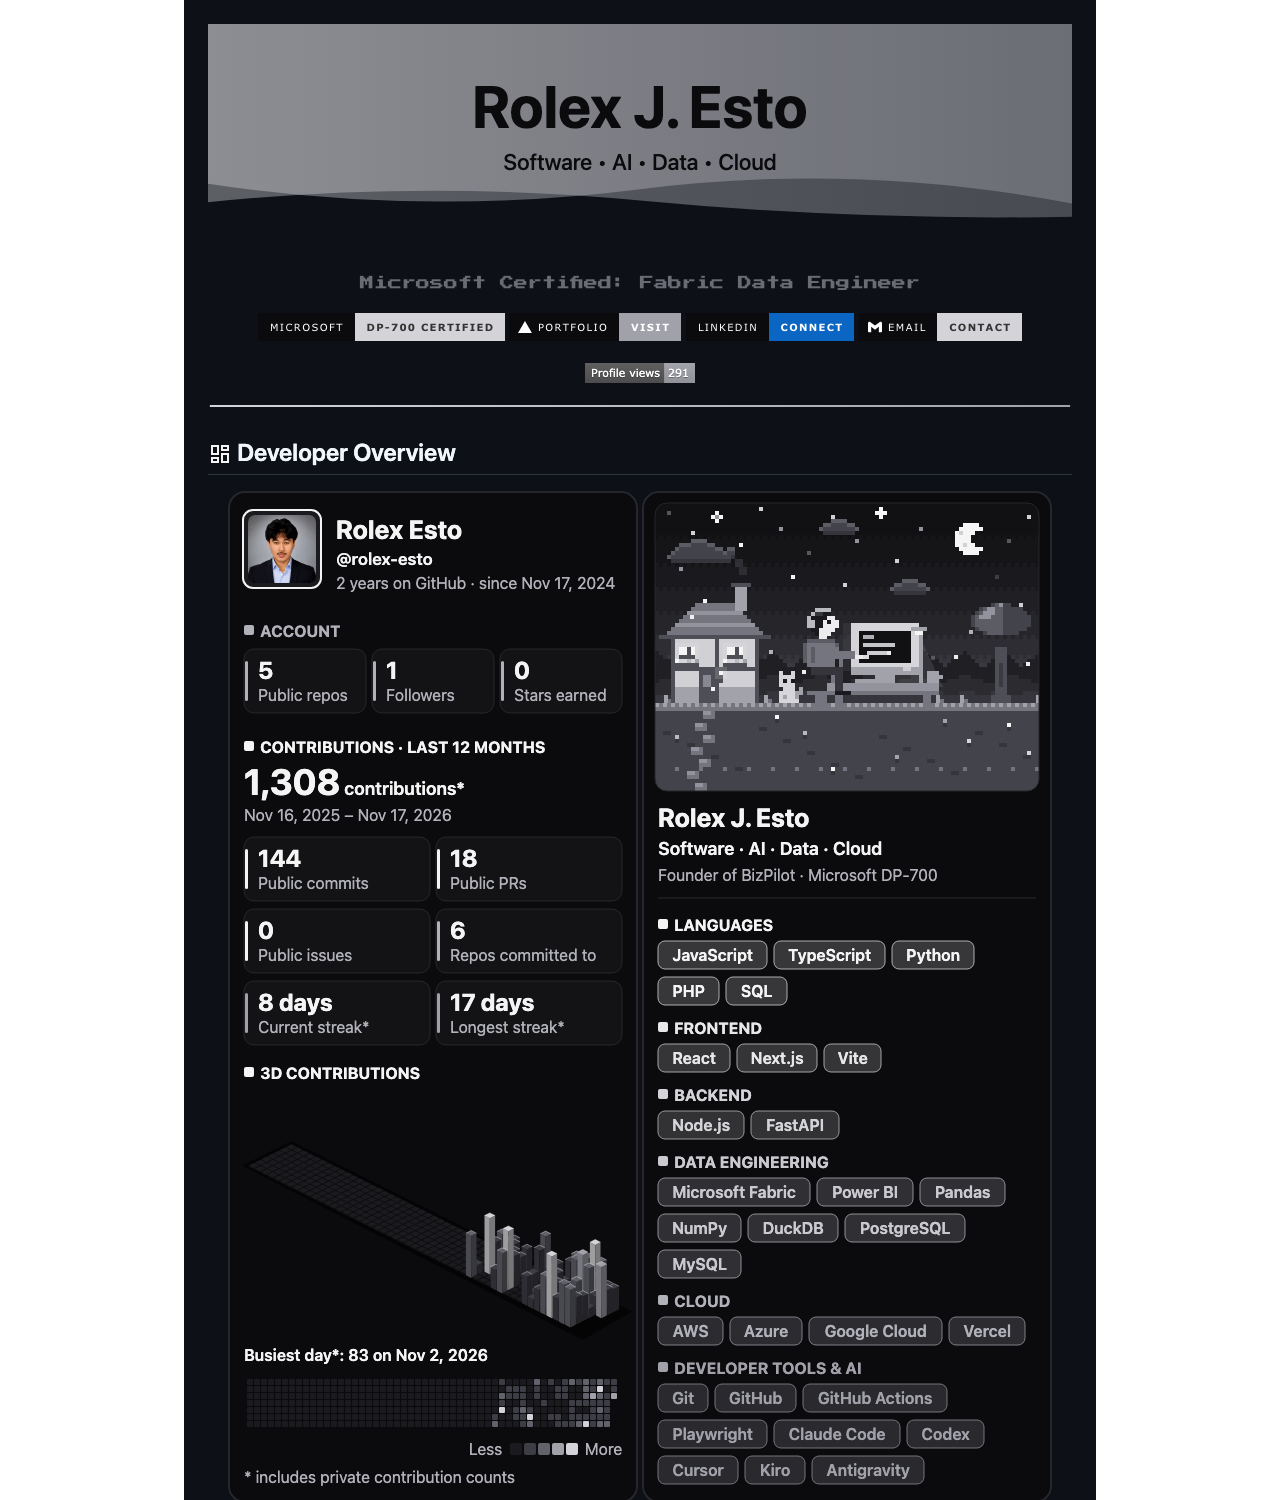 Rolex J. Esto
Software • AI • Data • Cloud
Microsoft Certified: Fabric Data Engineer
MICROSOFT DP-700 CERTIFIED PORTFOLIO VISIT LINKEDIN CONNECT EMAIL CONTACT
Profile views 291
Developer Overview
Rolex Esto
@rolex-esto
2 years on GitHub · since Nov 17, 2024
ACCOUNT
5 1 0
Public repos Followers Stars earned
CONTRIBUTIONS · LAST 12 MONTHS
1,308 contributions*
Nov 16, 2025 – Nov 17, 2026
144 18
Public commits Public PRs
0 6
Public issues Repos committed to
8 days 17 days
Current streak* Longest streak*
3D CONTRIBUTIONS
Busiest day*: 83 on Nov 2, 2026
Less More
* includes private contribution counts
Rolex J. Esto
Software · AI · Data · Cloud
Founder of BizPilot · Microsoft DP-700
LANGUAGES
JavaScript TypeScript Python
PHP SQL
FRONTEND
React Next.js Vite
BACKEND
Node.js FastAPI
DATA ENGINEERING
Microsoft Fabric Power BI Pandas
NumPy DuckDB PostgreSQL
MySQL
CLOUD
AWS Azure Google Cloud Vercel
DEVELOPER TOOLS & AI
Git GitHub GitHub Actions
Playwright Claude Code Codex
Cursor Kiro Antigravity